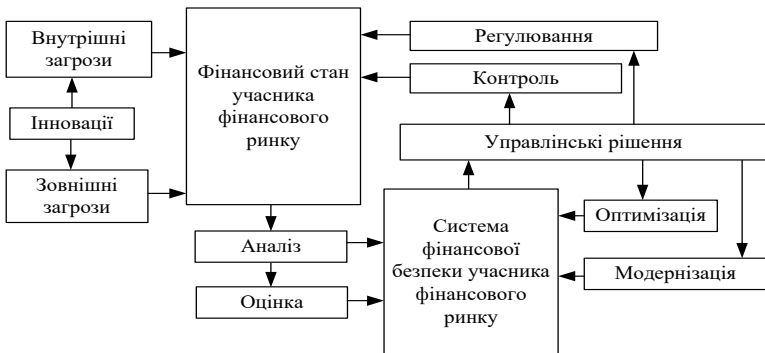 Внутрішні
загрози
Інновації
Зовнішні
загрози
Фінансовий стан
учасника
фінансового
ринку
Аналіз
Оцінка
Регулювання
Контроль
Управлінські рішення
Система
фінансової
безпеки учасника
фінансового
ринку
Оптимізація
Модернізація